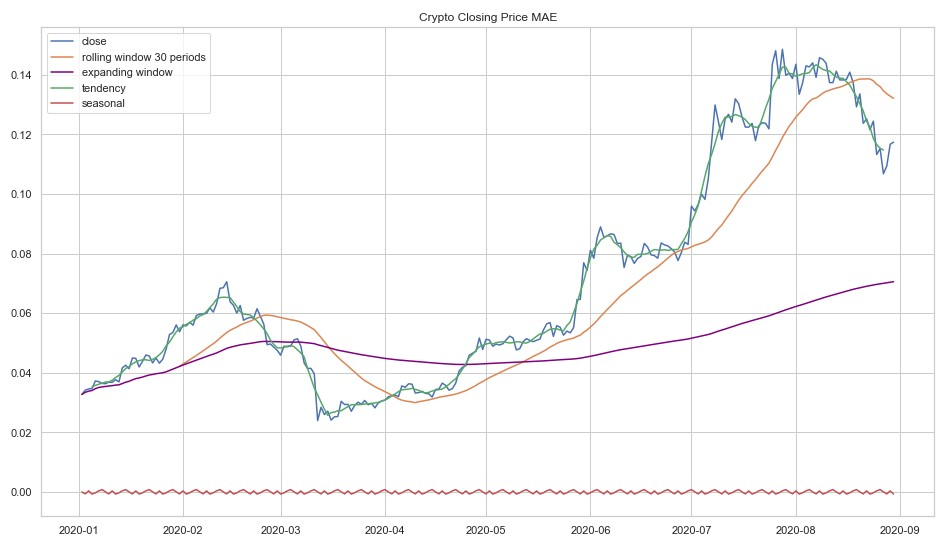 Crypto Closing Price MAE
close
rolling window 30 periods
expanding window
tendency
seasonal
0.14
0.12
0.10
0.08
0.06
0.04
0.02
0.00
2020-01 2020-02 2020-03 2020-04 2020-05 2020-06 2020-07 2020-08 2020-09